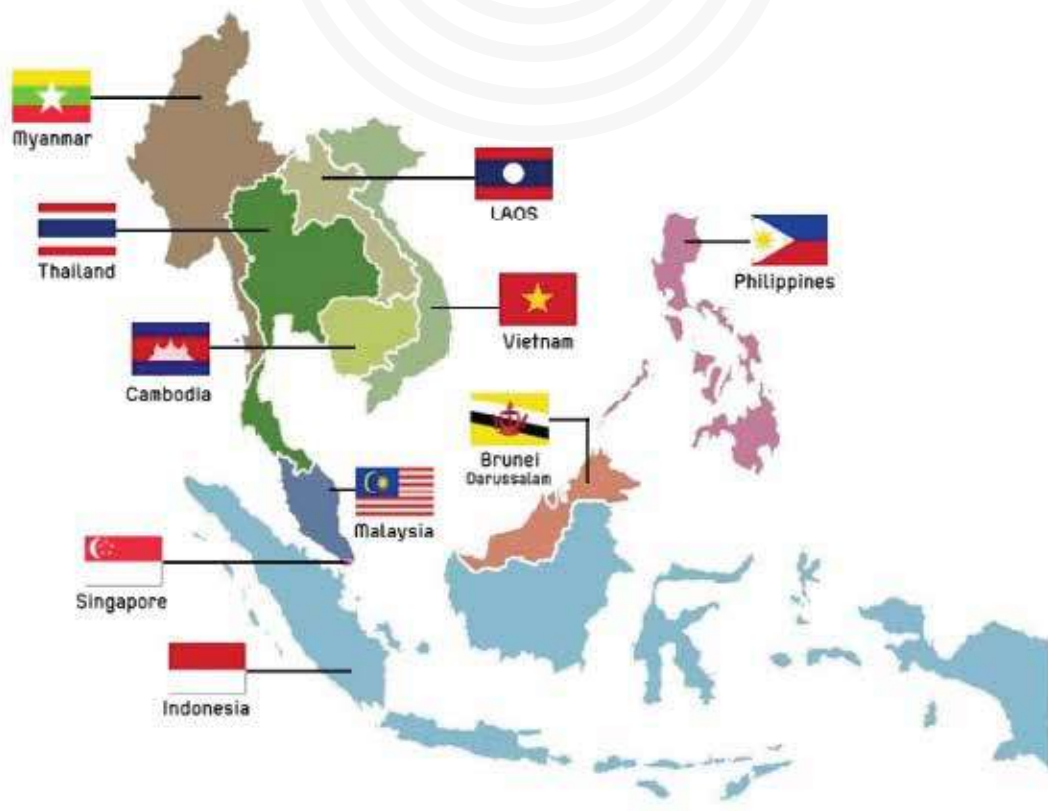 Myanmar
LAOS
Thailand
Philippines
Vietnam
Cambodia
Brunei
Darussalam
Malaysia
Singapore
Indonesia